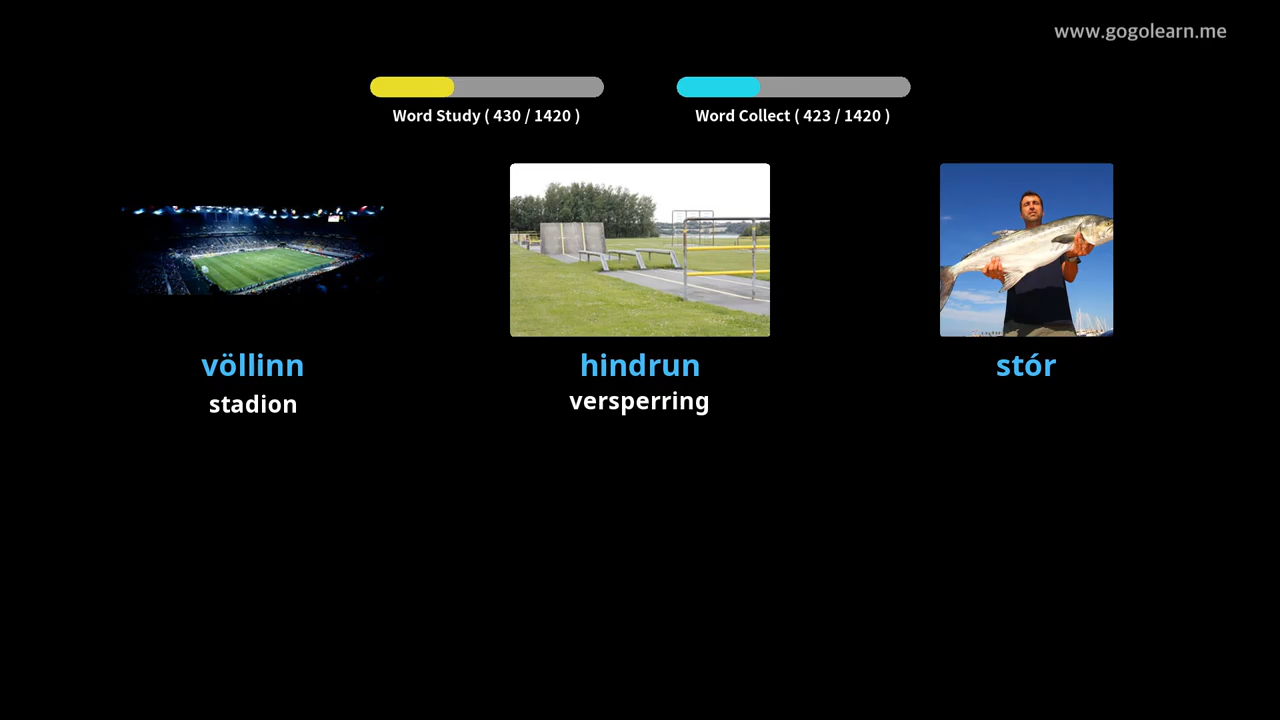 www.gogolearn.me
Word Study ( 430 / 1420 )
Word Collect ( 423 / 1420 )
völlinn
hindrun
stór
stadion
versperring